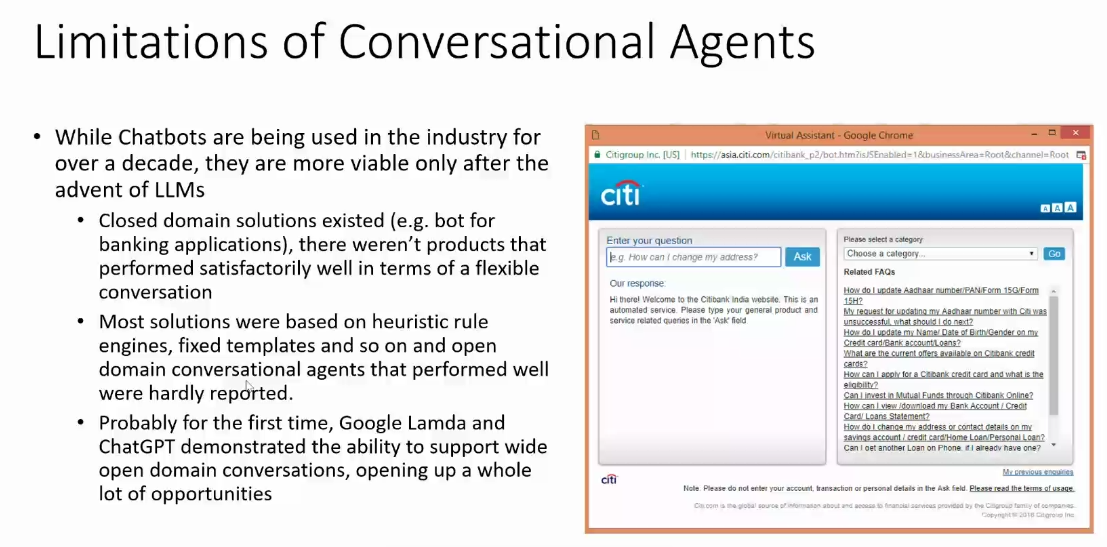 Limitations of Conversational Agents
• While Chatbots are being used in the industry for
over a decade, they are more viable only after the
advent of LLMs
• Closed domain solutions existed (e.g. bot for
banking applications), there weren't products that
performed satisfactorily well in terms of a flexible
conversation
• Most solutions were based on heuristic rule
engines, fixed templates and so on and open
domain conversational agents that performed well
were hardly reported.
• Probably for the first time, Google Lamda and
ChatGPT demonstrated the ability to support wide
open domain conversations, opening up a whole
lot of opportunities
Virtual Assistant - Google Chrome
Citigroup Inc. [US] | https://asia.citi.com/citibank_p2/bot.htm?isJSEnabled=1&businessArea=Root&channel=Root
citi
A A A
Enter your question
e.g. How can I change my address?
Ask
Our response:
Hi there! Welcome to the Citibank India website. This is an
automated service. Please type your general product and
service related queries in the 'Ask' field
Please select a category
Choose a category...
Go
Related FAQs
How do I update Aadhaar number/PAN/Form 15G/Form
15H?
My request for updating my Aadhaar number with Citi was
unsuccessful, what should I do next?
How do I update my Name/ Date of Birth/Gender on my
Credit card/Bank account/Loans?
What are the current offers available on Citibank credit
cards?
How can I apply for a Citibank credit card and what is the
eligibility?
Can I invest in Mutual Funds through Citibank Online?
How can I view /download my Bank Account / Credit
Card/ Loans Statement?
How do I change my address or contact details on my
savings account / credit card/Home Loan/Personal Loan?
Can I get another Loan on Phone, if I already have one?
My previous enquiries
citi
Note. Please do not enter your account, transaction or personal details in the Ask field. Please read the terms of usage.
Citi.com is the global source of information about and access to financial services provided by the Citigroup family of companies.
Copyright © 2016 Citigroup Inc.